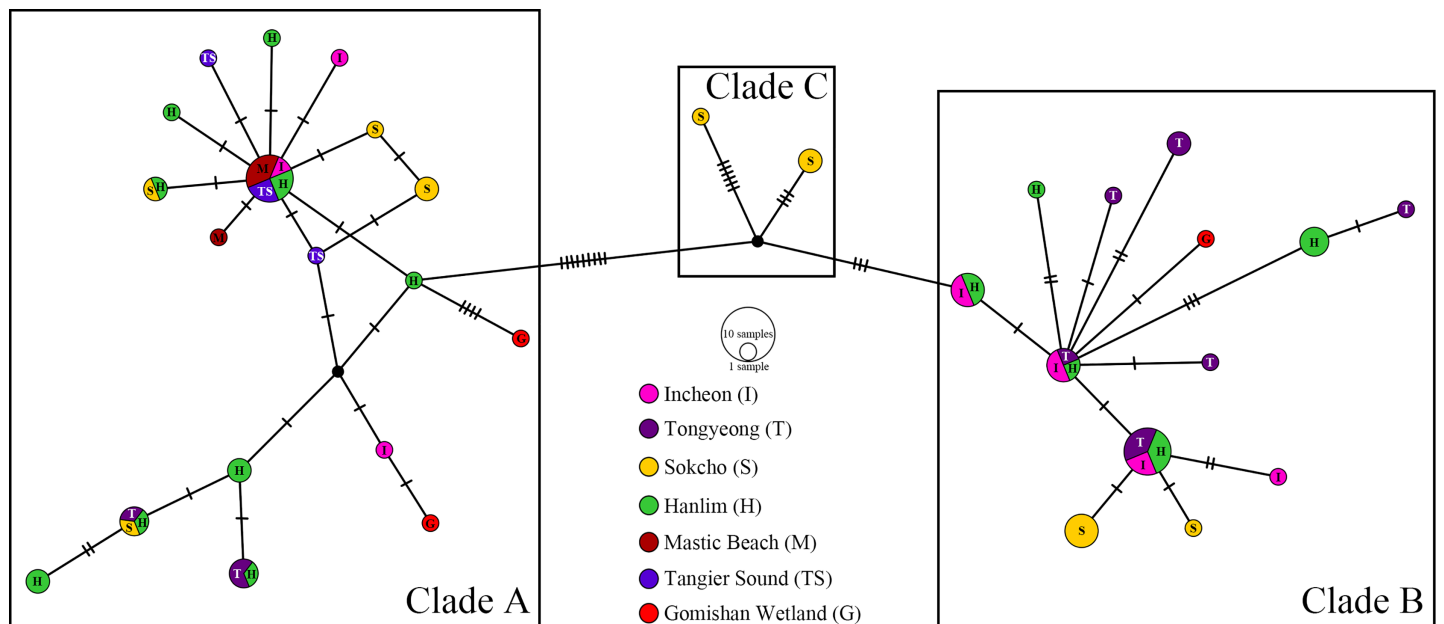 Clade A
TS
H
I
H
S
M
I
H
TS
S
H
S
M
TS
H
G
I
H
T
S
H
G
H
T
H
Clade C
S
S
10 samples
1 sample
Incheon (I)
Tongyeong (T)
Sokcho (S)
Hanlim (H)
Mastic Beach (M)
Tangier Sound (TS)
Gomishan Wetland (G)
Clade B
T
H
T
T
G
H
I
H
T
I
H
T
T
H
I
I
S
S